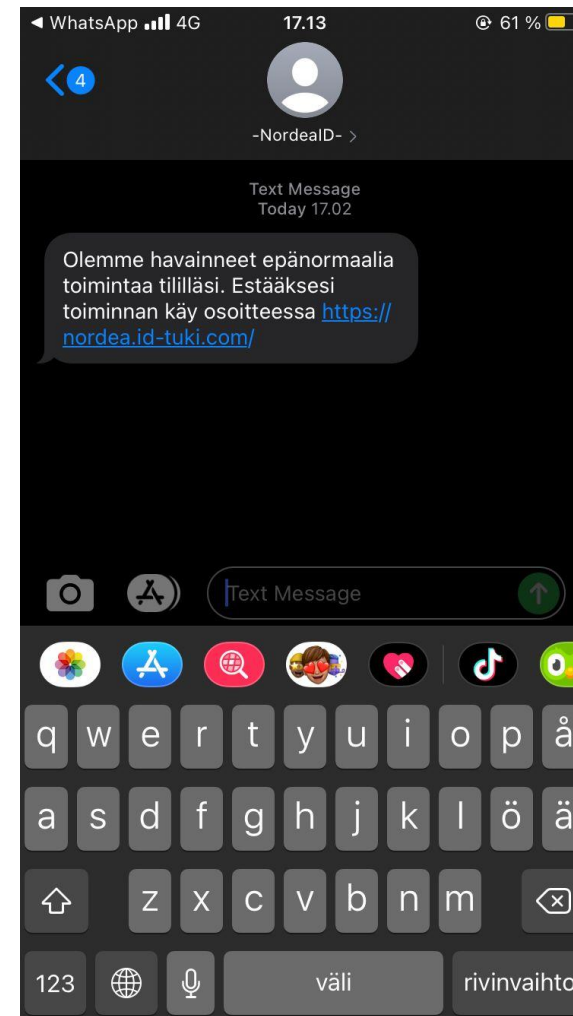 WhatsApp 4G 17.13 61 %
4
-NordeaID- >
Text Message
Today 17.02
Olemme havainneet epänormaalia
toimintaa tililläsi. Estääksesi
toiminnan käy osoitteessa https://
nordea.id-tuki.com/
Text Message
q w e r t y u i o p å
a s d f g h j k l ö ä
z x c v b n m
123 väli rivinvaihto